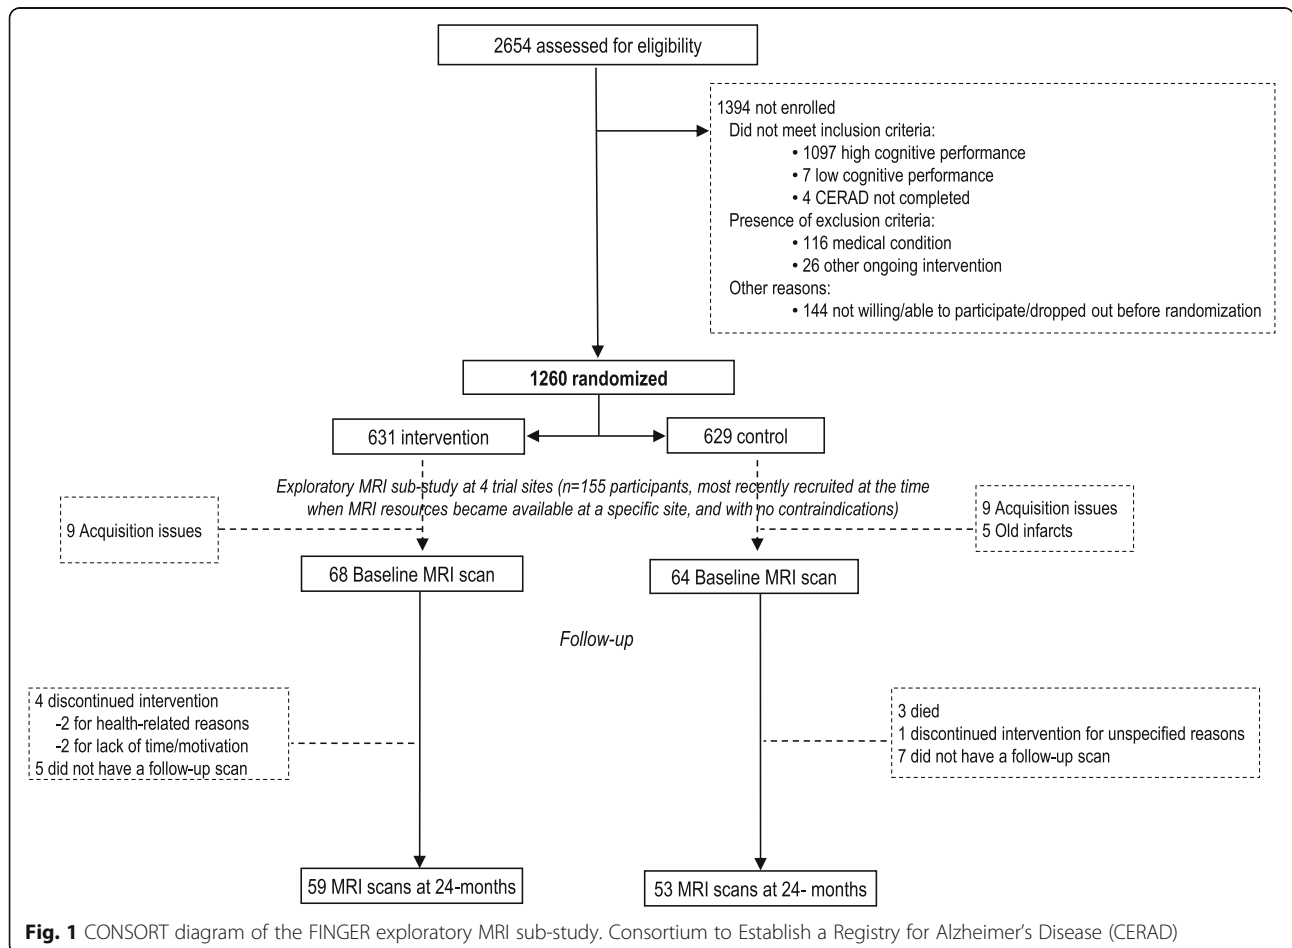 2654 assessed for eligibility
1394 not enrolled
Did not meet inclusion criteria:
• 1097 high cognitive performance
• 7 low cognitive performance
• 4 CERAD not completed
Presence of exclusion criteria:
• 116 medical condition
• 26 other ongoing intervention
Other reasons:
• 144 not willing/able to participate/dropped out before randomization
1260 randomized
631 intervention
629 control
Exploratory MRI sub-study at 4 trial sites (n=155 participants, most recently recruited at the time
when MRI resources became available at a specific site, and with no contraindications)
9 Acquisition issues
9 Acquisition issues
5 Old infarcts
68 Baseline MRI scan
64 Baseline MRI scan
Follow-up
4 discontinued intervention
-2 for health-related reasons
-2 for lack of time/motivation
5 did not have a follow-up scan
3 died
1 discontinued intervention for unspecified reasons
7 did not have a follow-up scan
59 MRI scans at 24-months
53 MRI scans at 24- months
Fig. 1 CONSORT diagram of the FINGER exploratory MRI sub-study. Consortium to Establish a Registry for Alzheimer's Disease (CERAD)